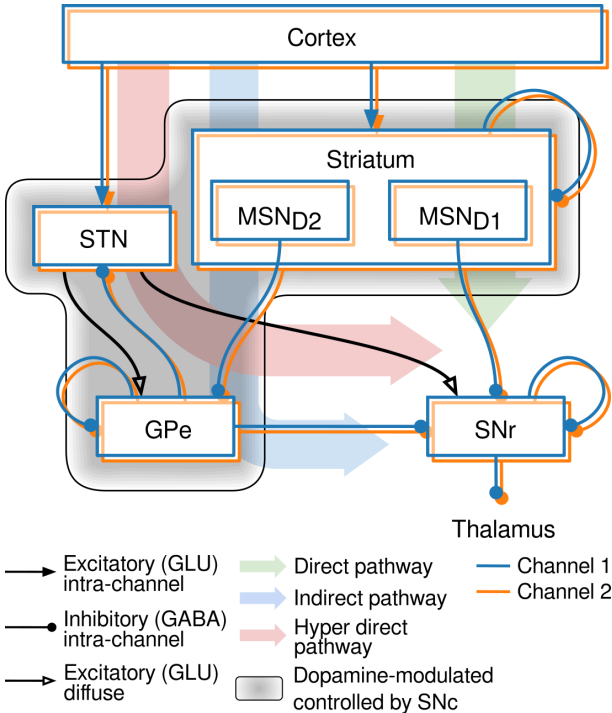 Cortex
Striatum
MSND2
MSND1
STN
GPe
SNr
Thalamus
Excitatory (GLU)
intra-channel
Inhibitory (GABA)
intra-channel
Excitatory (GLU)
diffuse
Direct pathway
Indirect pathway
Hyper direct
pathway
Dopamine-modulated
controlled by SNc
Channel 1
Channel 2